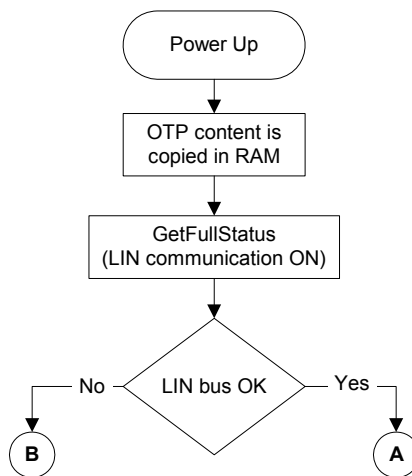 Power Up
OTP content is
copied in RAM
GetFullStatus
(LIN communication ON)
LIN bus OK
No
Yes
B
A